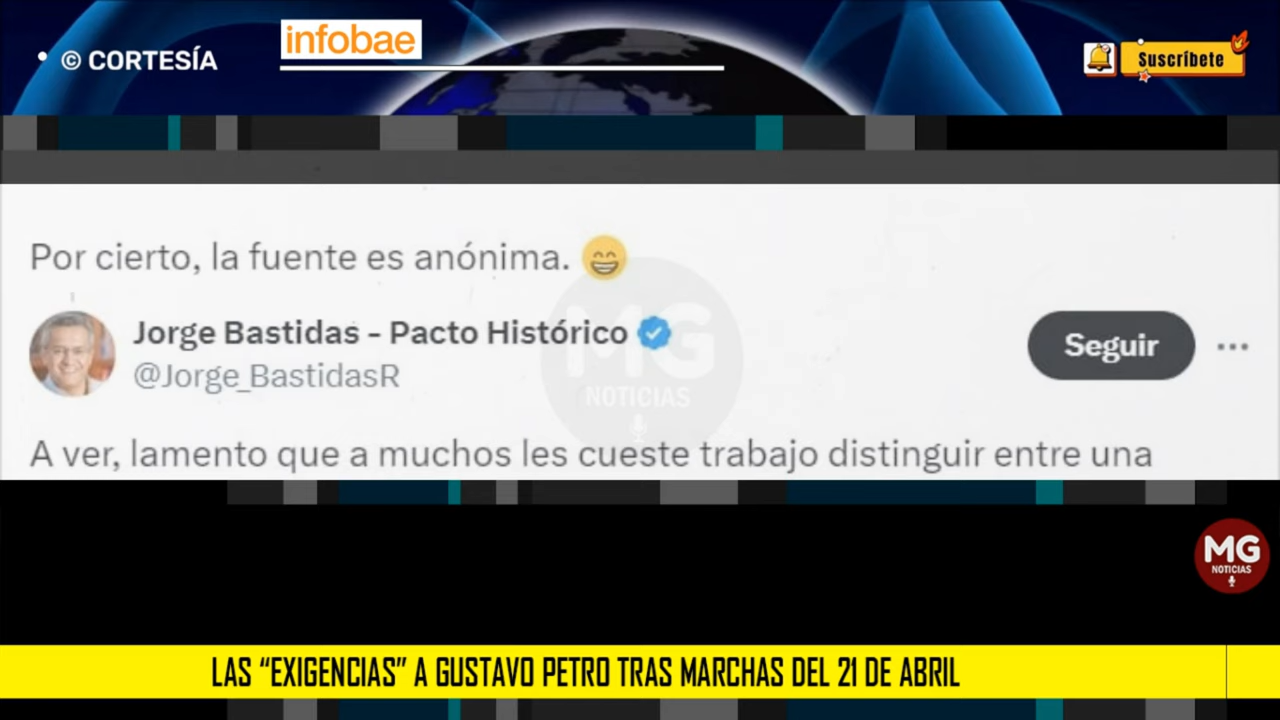 © CORTESÍA
infobae
Suscríbete
Por cierto, la fuente es anónima. 😁
Jorge Bastidas - Pacto Histórico
@Jorge_BastidasR
Seguir
MG
NOTICIAS
A ver, lamento que a muchos les cueste trabajo distinguir entre una
MG
NOTICIAS
LAS “EXIGENCIAS” A GUSTAVO PETRO TRAS MARCHAS DEL 21 DE ABRIL